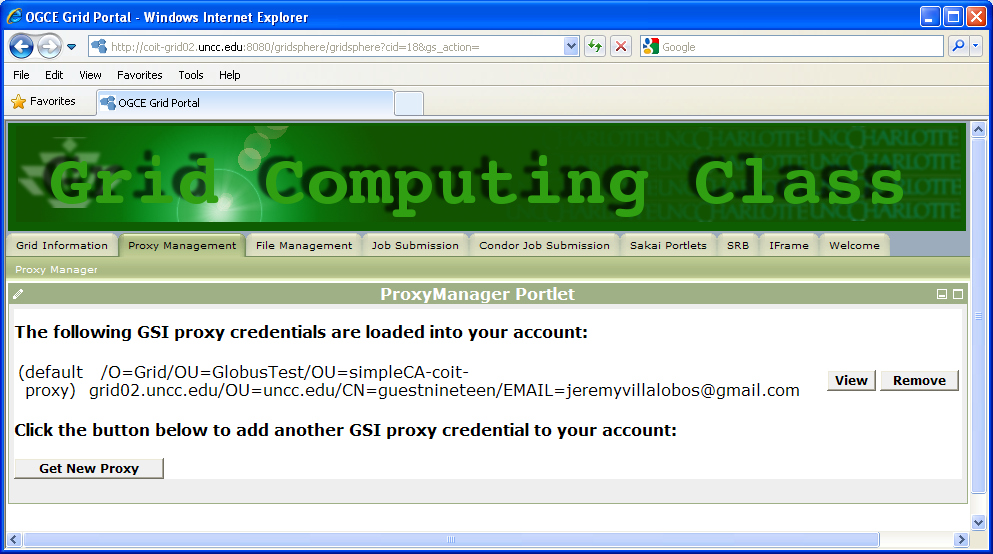 OGCE Grid Portal - Windows Internet Explorer
http://coit-grid02.uncc.edu:8080/gridsphere/gridsphere?cid=18&gs_action=
Google
File Edit View Favorites Tools Help
Favorites OGCE Grid Portal
CHARLOTTE UNC CHARLOTTE
Grid Computing Class
Grid Information Proxy Management File Management Job Submission Condor Job Submission Sakai Portlets SRB IFrame Welcome
Proxy Manager
ProxyManager Portlet
The following GSI proxy credentials are loaded into your account:
(default /O=Grid/OU=GlobusTest/OU=simpleCA-coit-
proxy) grid02.uncc.edu/OU=uncc.edu/CN=guestnineteen/EMAIL=jeremyvillalobos@gmail.com
View Remove
Click the button below to add another GSI proxy credential to your account:
Get New Proxy